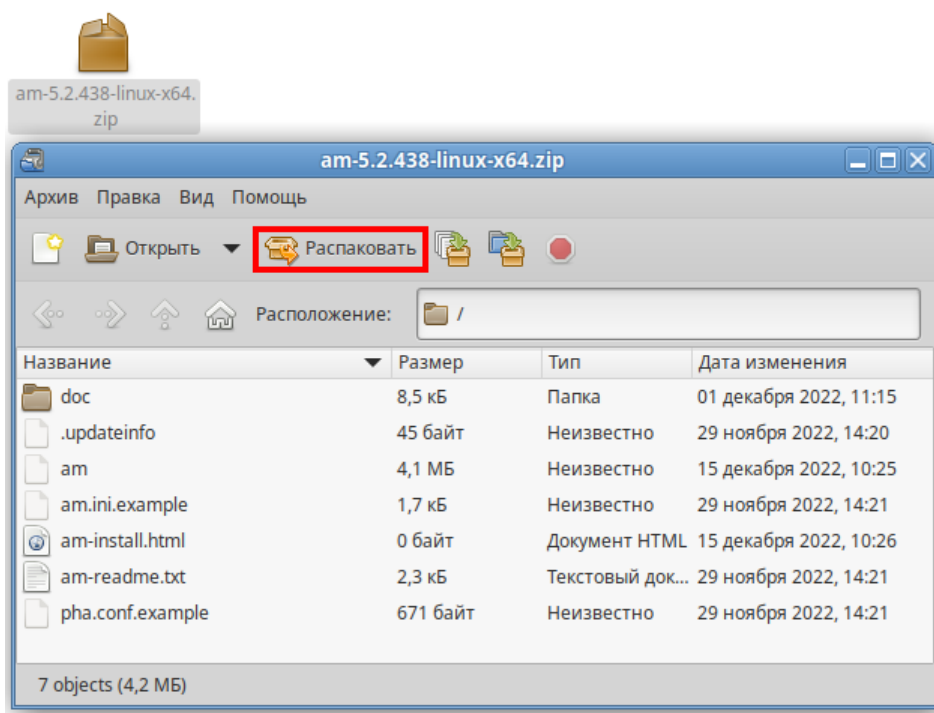 am-5.2.438-linux-x64.
zip
am-5.2.438-linux-x64.zip
Архив Правка Вид Помощь
Открыть Распаковать
Расположение: /
Название Размер Тип Дата изменения
doc 8,5 кБ Папка 01 декабря 2022, 11:15
.updateinfo 45 байт Неизвестно 29 ноября 2022, 14:20
am 4,1 МБ Неизвестно 15 декабря 2022, 10:25
am.ini.example 1,7 кБ Неизвестно 29 ноября 2022, 14:21
am-install.html 0 байт Документ HTML 15 декабря 2022, 10:26
am-readme.txt 2,3 кБ Текстовый док... 29 ноября 2022, 14:21
pha.conf.example 671 байт Неизвестно 29 ноября 2022, 14:21
7 objects (4,2 МБ)